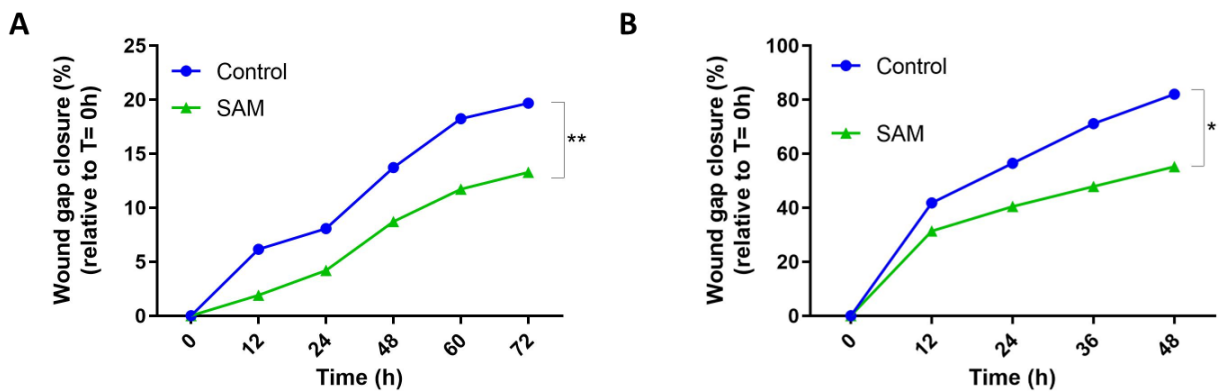 A
Wound gap closure (%)
(relative to T= 0h)
25
20
15
10
5
0
Control
SAM
**
0 12 24 48 60 72
Time (h)
B
Wound gap closure (%)
(relative to T= 0h)
100
80
60
40
20
0
Control
SAM
*
0 12 24 36 48
Time (h)